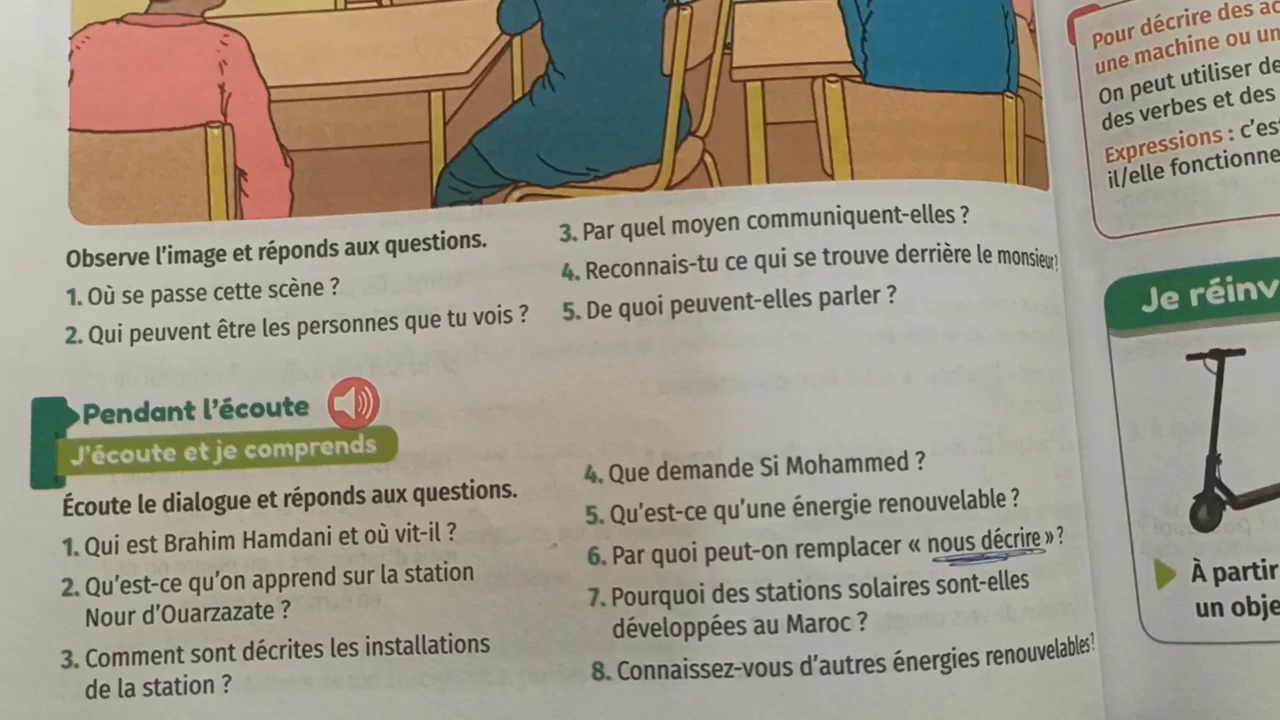 Observe l'image et réponds aux questions.
1. Où se passe cette scène ?
2. Qui peuvent être les personnes que tu vois ?
3. Par quel moyen communiquent-elles ?
4. Reconnais-tu ce qui se trouve derrière le monsieur?
5. De quoi peuvent-elles parler ?
Pendant l'écoute
J'écoute et je comprends
Écoute le dialogue et réponds aux questions.
1. Qui est Brahim Hamdani et où vit-il ?
2. Qu'est-ce qu'on apprend sur la station
Nour d'Ouarzazate ?
3. Comment sont décrites les installations
de la station ?
4. Que demande Si Mohammed ?
5. Qu'est-ce qu'une énergie renouvelable ?
6. Par quoi peut-on remplacer « nous décrire » ?
7. Pourquoi des stations solaires sont-elles
développées au Maroc ?
8. Connaissez-vous d'autres énergies renouvelables?
Pour décrire des
une machine ou
On peut utiliser
des verbes et des
Expressions :
il/elle fonctionne
Je
À partir
un